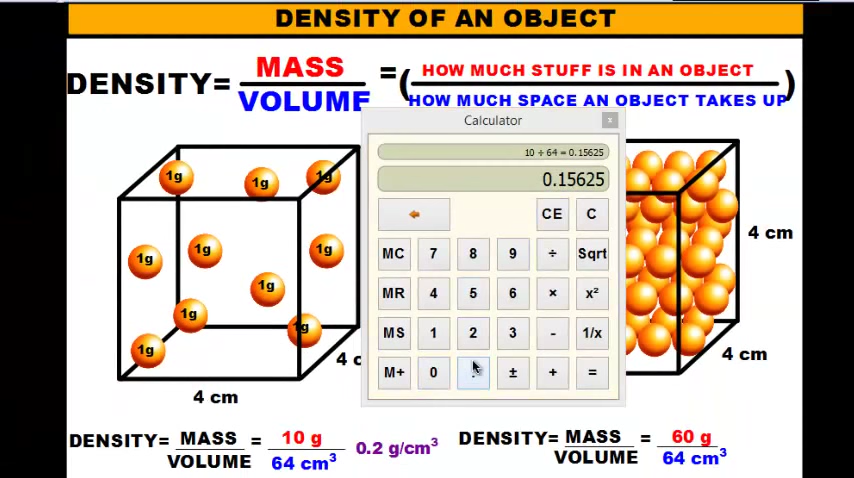 DENSITY OF AN OBJECT
DENSITY= MASS = ( HOW MUCH STUFF IS IN AN OBJECT )
VOLUME HOW MUCH SPACE AN OBJECT TAKES UP
Calculator x
10 ÷ 64 = 0.15625
0.15625
CE C
MC 7 8 9 ÷ Sqrt
MR 4 5 6 × x²
MS 1 2 3 - 1/x
M+ 0 ± + =
1g 1g 1g
1g 1g 1g
1g
1g 1g
1g
4 cm
4 c
4 cm
4 cm
DENSITY= MASS = 10 g 0.2 g/cm³
VOLUME 64 cm³
DENSITY= MASS = 60 g
VOLUME 64 cm³